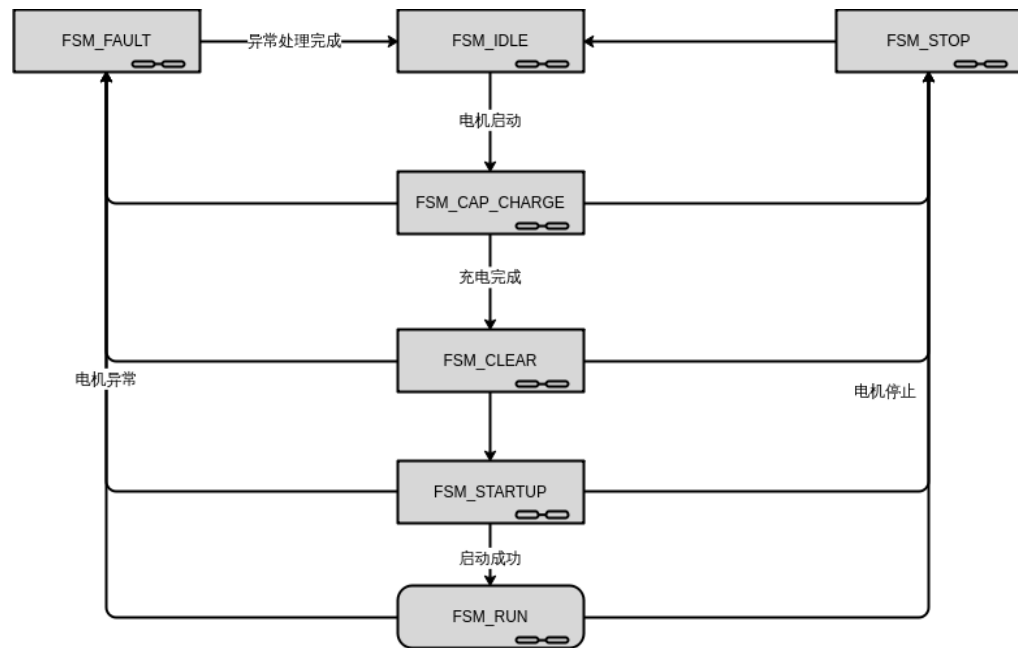 FSM_FAULT
异常处理完成
FSM_IDLE
FSM_STOP
电机启动
FSM_CAP_CHARGE
充电完成
FSM_CLEAR
电机异常
电机停止
FSM_STARTUP
启动成功
FSM_RUN